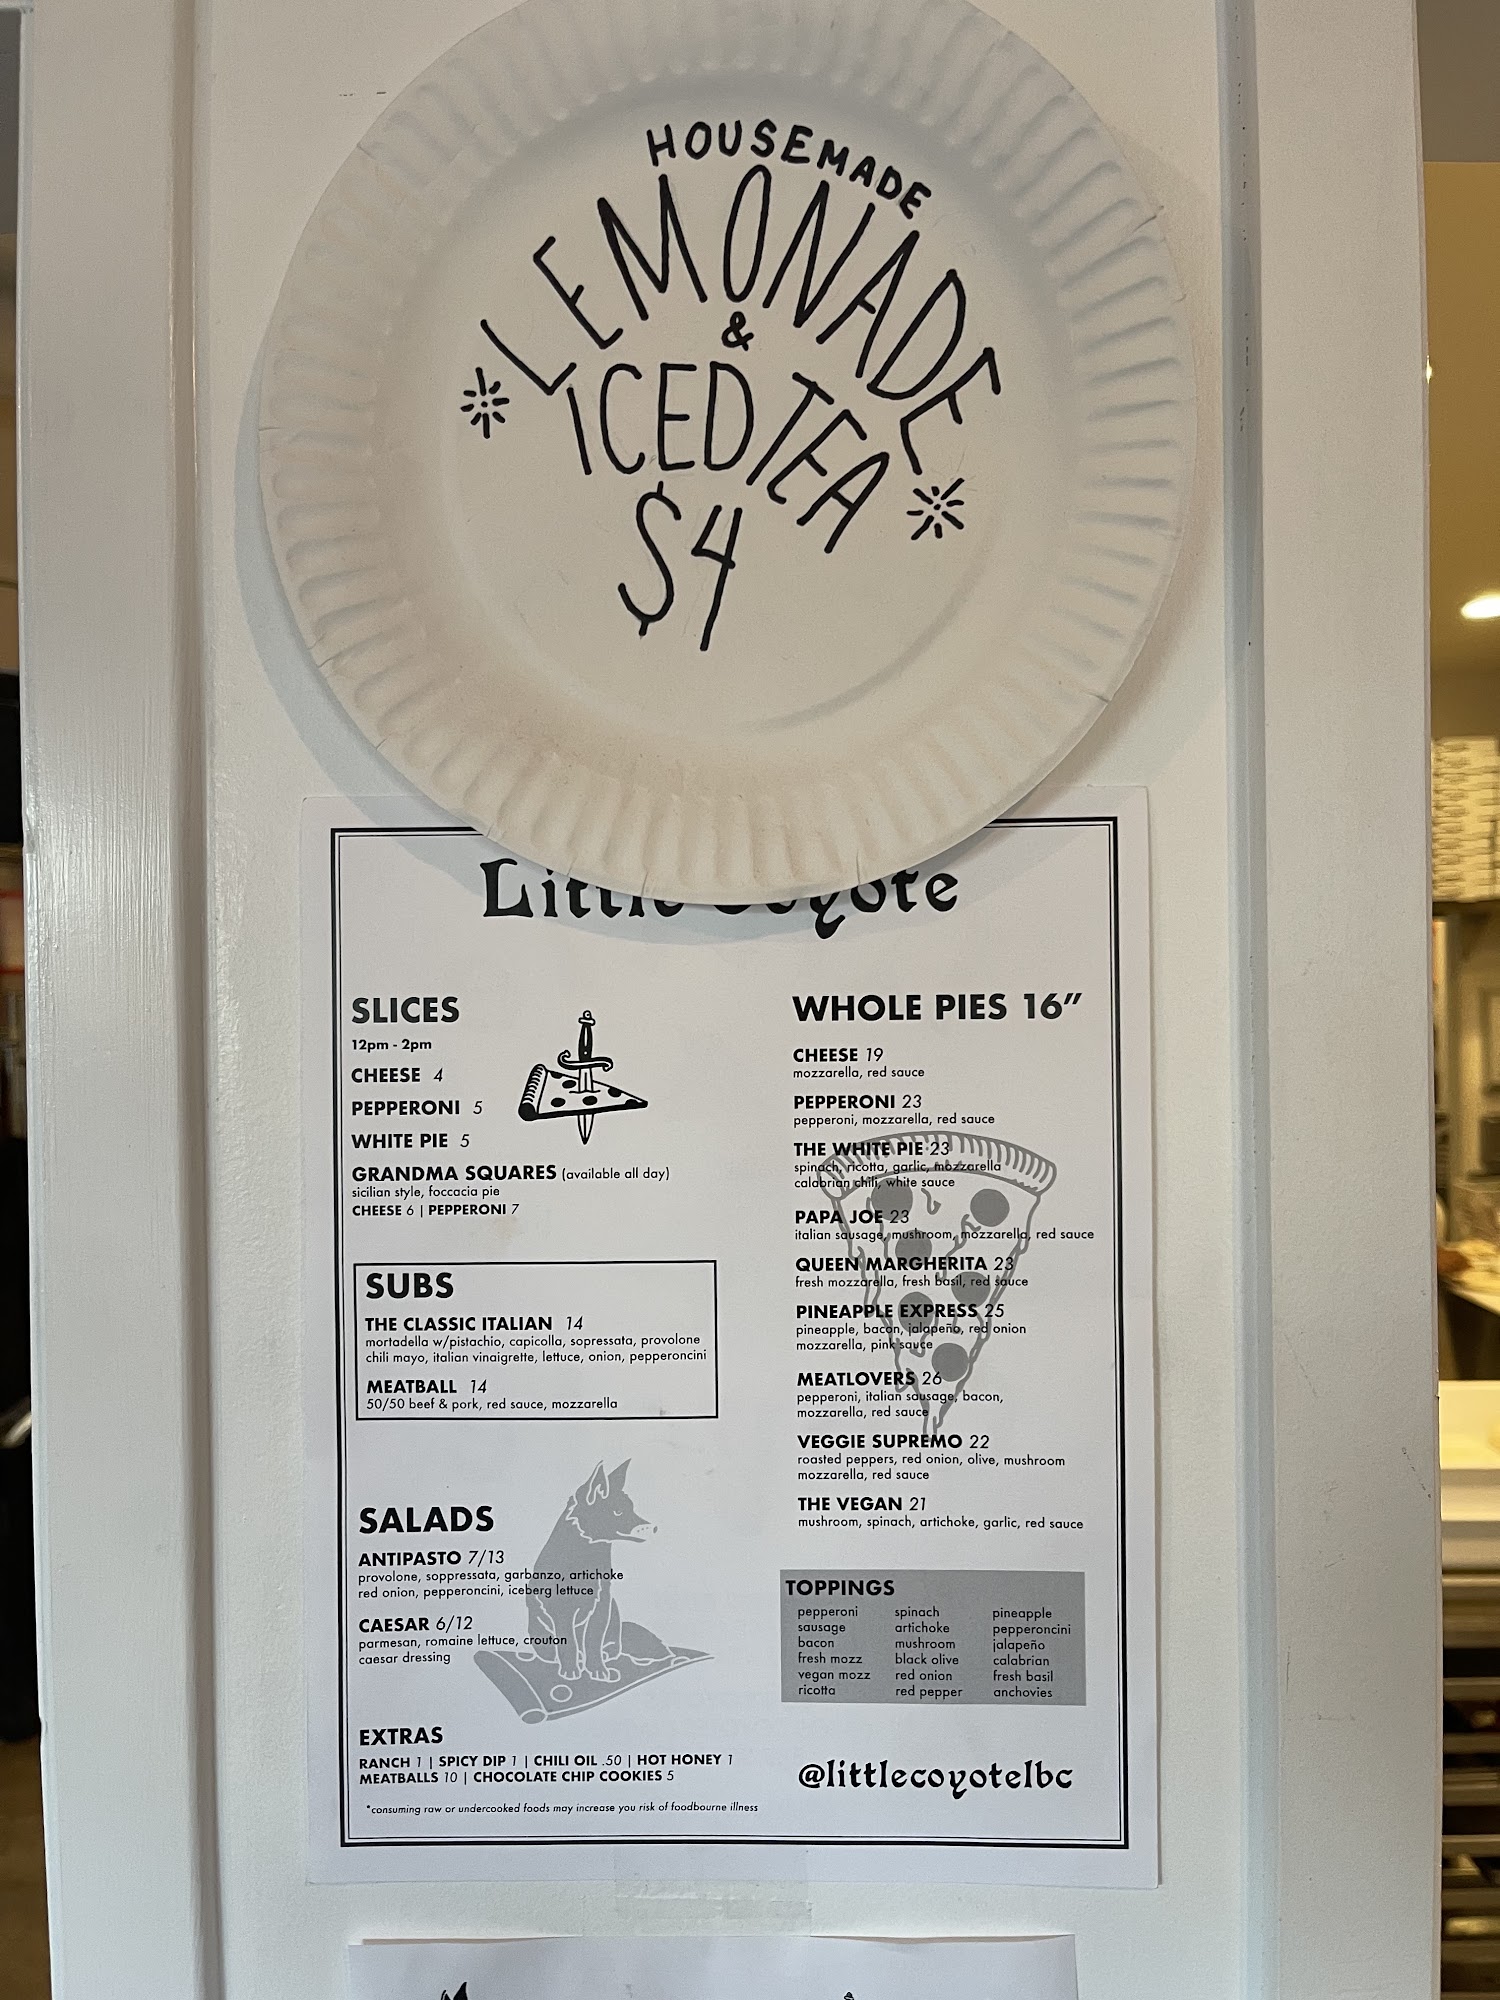 HOUSEMADE
LEMONADE
&
ICED TEA
$4
Little Coyote
SLICES
12pm - 2pm
CHEESE 4
PEPPERONI 5
WHITE PIE 5
GRANDMA SQUARES (available all day)
sicilian style, foccacia pie
CHEESE 6 | PEPPERONI 7
SUBS
THE CLASSIC ITALIAN 14
mortadella w/pistachio, capicolla, sopressata, provolone
chili mayo, italian vinaigrette, lettuce, onion, pepperoncini
MEATBALL 14
50/50 beef & pork, red sauce, mozzarella
SALADS
ANTIPASTO 7/13
provolone, soppressata, garbanzo, artichoke
red onion, pepperoncini, iceberg lettuce
CAESAR 6/12
parmesan, romaine lettuce, crouton
caesar dressing
EXTRAS
RANCH 1 | SPICY DIP 1 | CHILI OIL .50 | HOT HONEY 1
MEATBALLS 10 | CHOCOLATE CHIP COOKIES 5
*consuming raw or undercooked foods may increase you risk of foodbourne illness
WHOLE PIES 16"
CHEESE 19
mozzarella, red sauce
PEPPERONI 23
pepperoni, mozzarella, red sauce
THE WHITE PIE 23
spinach, ricotta, garlic, mozzarella
calabrian chili, white sauce
PAPA JOE 23
italian sausage, mushroom, mozzarella, red sauce
QUEEN MARGHERITA 23
fresh mozzarella, fresh basil, red sauce
PINEAPPLE EXPRESS 25
pineapple, bacon, jalapeño, red onion
mozzarella, pink sauce
MEATLOVERS 26
pepperoni, italian sausage, bacon,
mozzarella, red sauce
VEGGIE SUPREMO 22
roasted peppers, red onion, olive, mushroom
mozzarella, red sauce
THE VEGAN 21
mushroom, spinach, artichoke, garlic, red sauce
TOPPINGS
pepperoni spinach pineapple
sausage artichoke pepperoncini
bacon mushroom jalapeño
fresh mozz black olive calabrian
vegan mozz red onion fresh basil
ricotta red pepper anchovies
@littlecoyotelbc